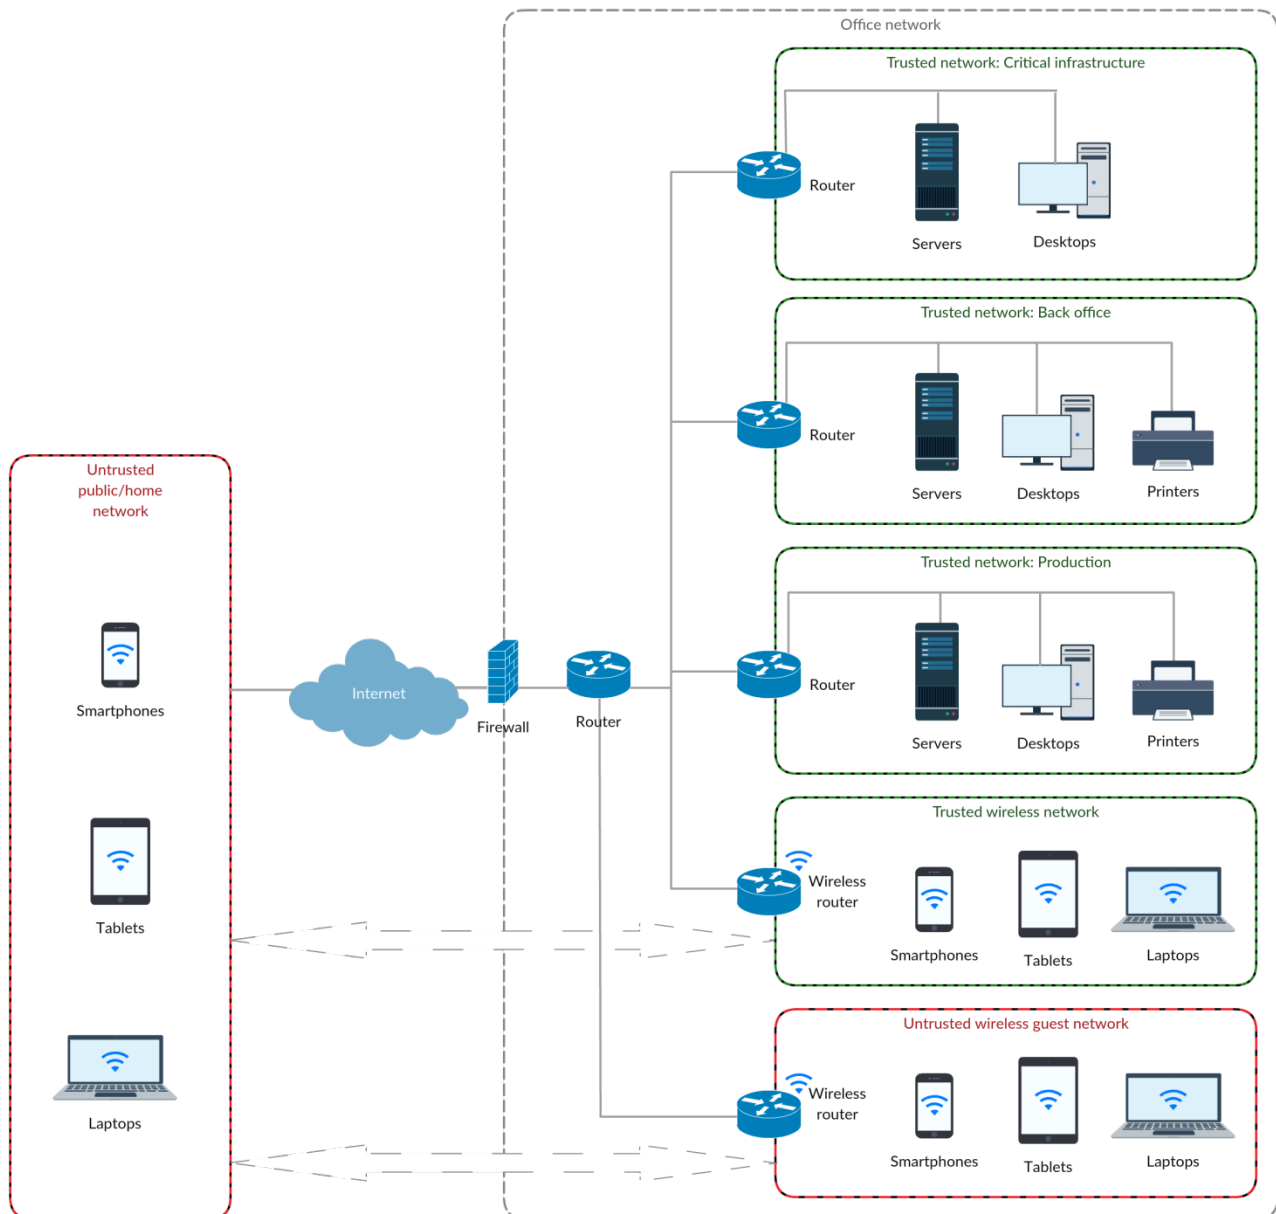 Office network
Trusted network: Critical infrastructure
Router
Servers
Desktops
Trusted network: Back office
Router
Servers
Desktops
Printers
Untrusted
public/home
network
Smartphones
Tablets
Laptops
Internet
Firewall
Router
Trusted network: Production
Router
Servers
Desktops
Printers
Trusted wireless network
Wireless
router
Smartphones
Tablets
Laptops
Untrusted wireless guest network
Wireless
router
Smartphones
Tablets
Laptops